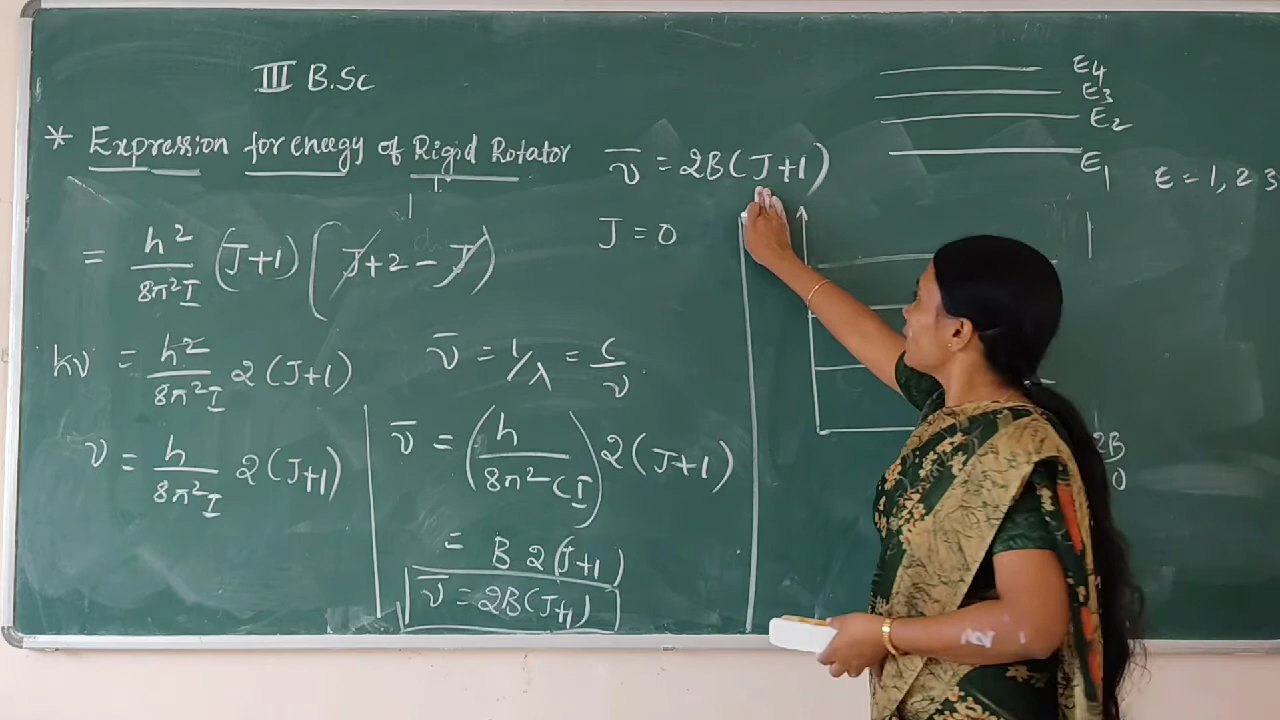 III B.Sc
* Expression for energy of Rigid Rotator
= h²/8π²I (J+1) (J+2-J)
hν = h²/8π²I 2(J+1)
ν = h/8π²I 2(J+1)
ν̅ = 1/λ = c/ν
ν̅ = (h/8π²CI) 2(J+1)
= B 2(J+1)
ν̅ = 2B(J+1)
ν̅ = 2B(J+1)
J = 0
E4
E3
E2
E1
E = 1, 2 3
2B
0